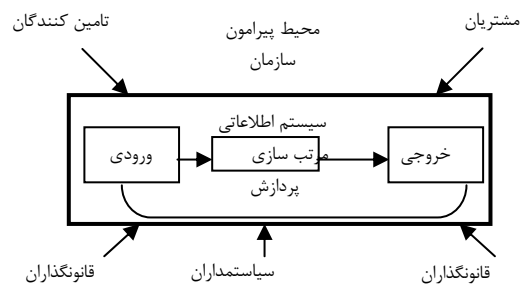 مشتریان
محیط پیرامون
سازمان
تامین کنندگان
سیستم اطلاعاتی
ورودی
مرتب سازی
پردازش
خروجی
قانونگذاران
سیاستمداران
قانونگذاران